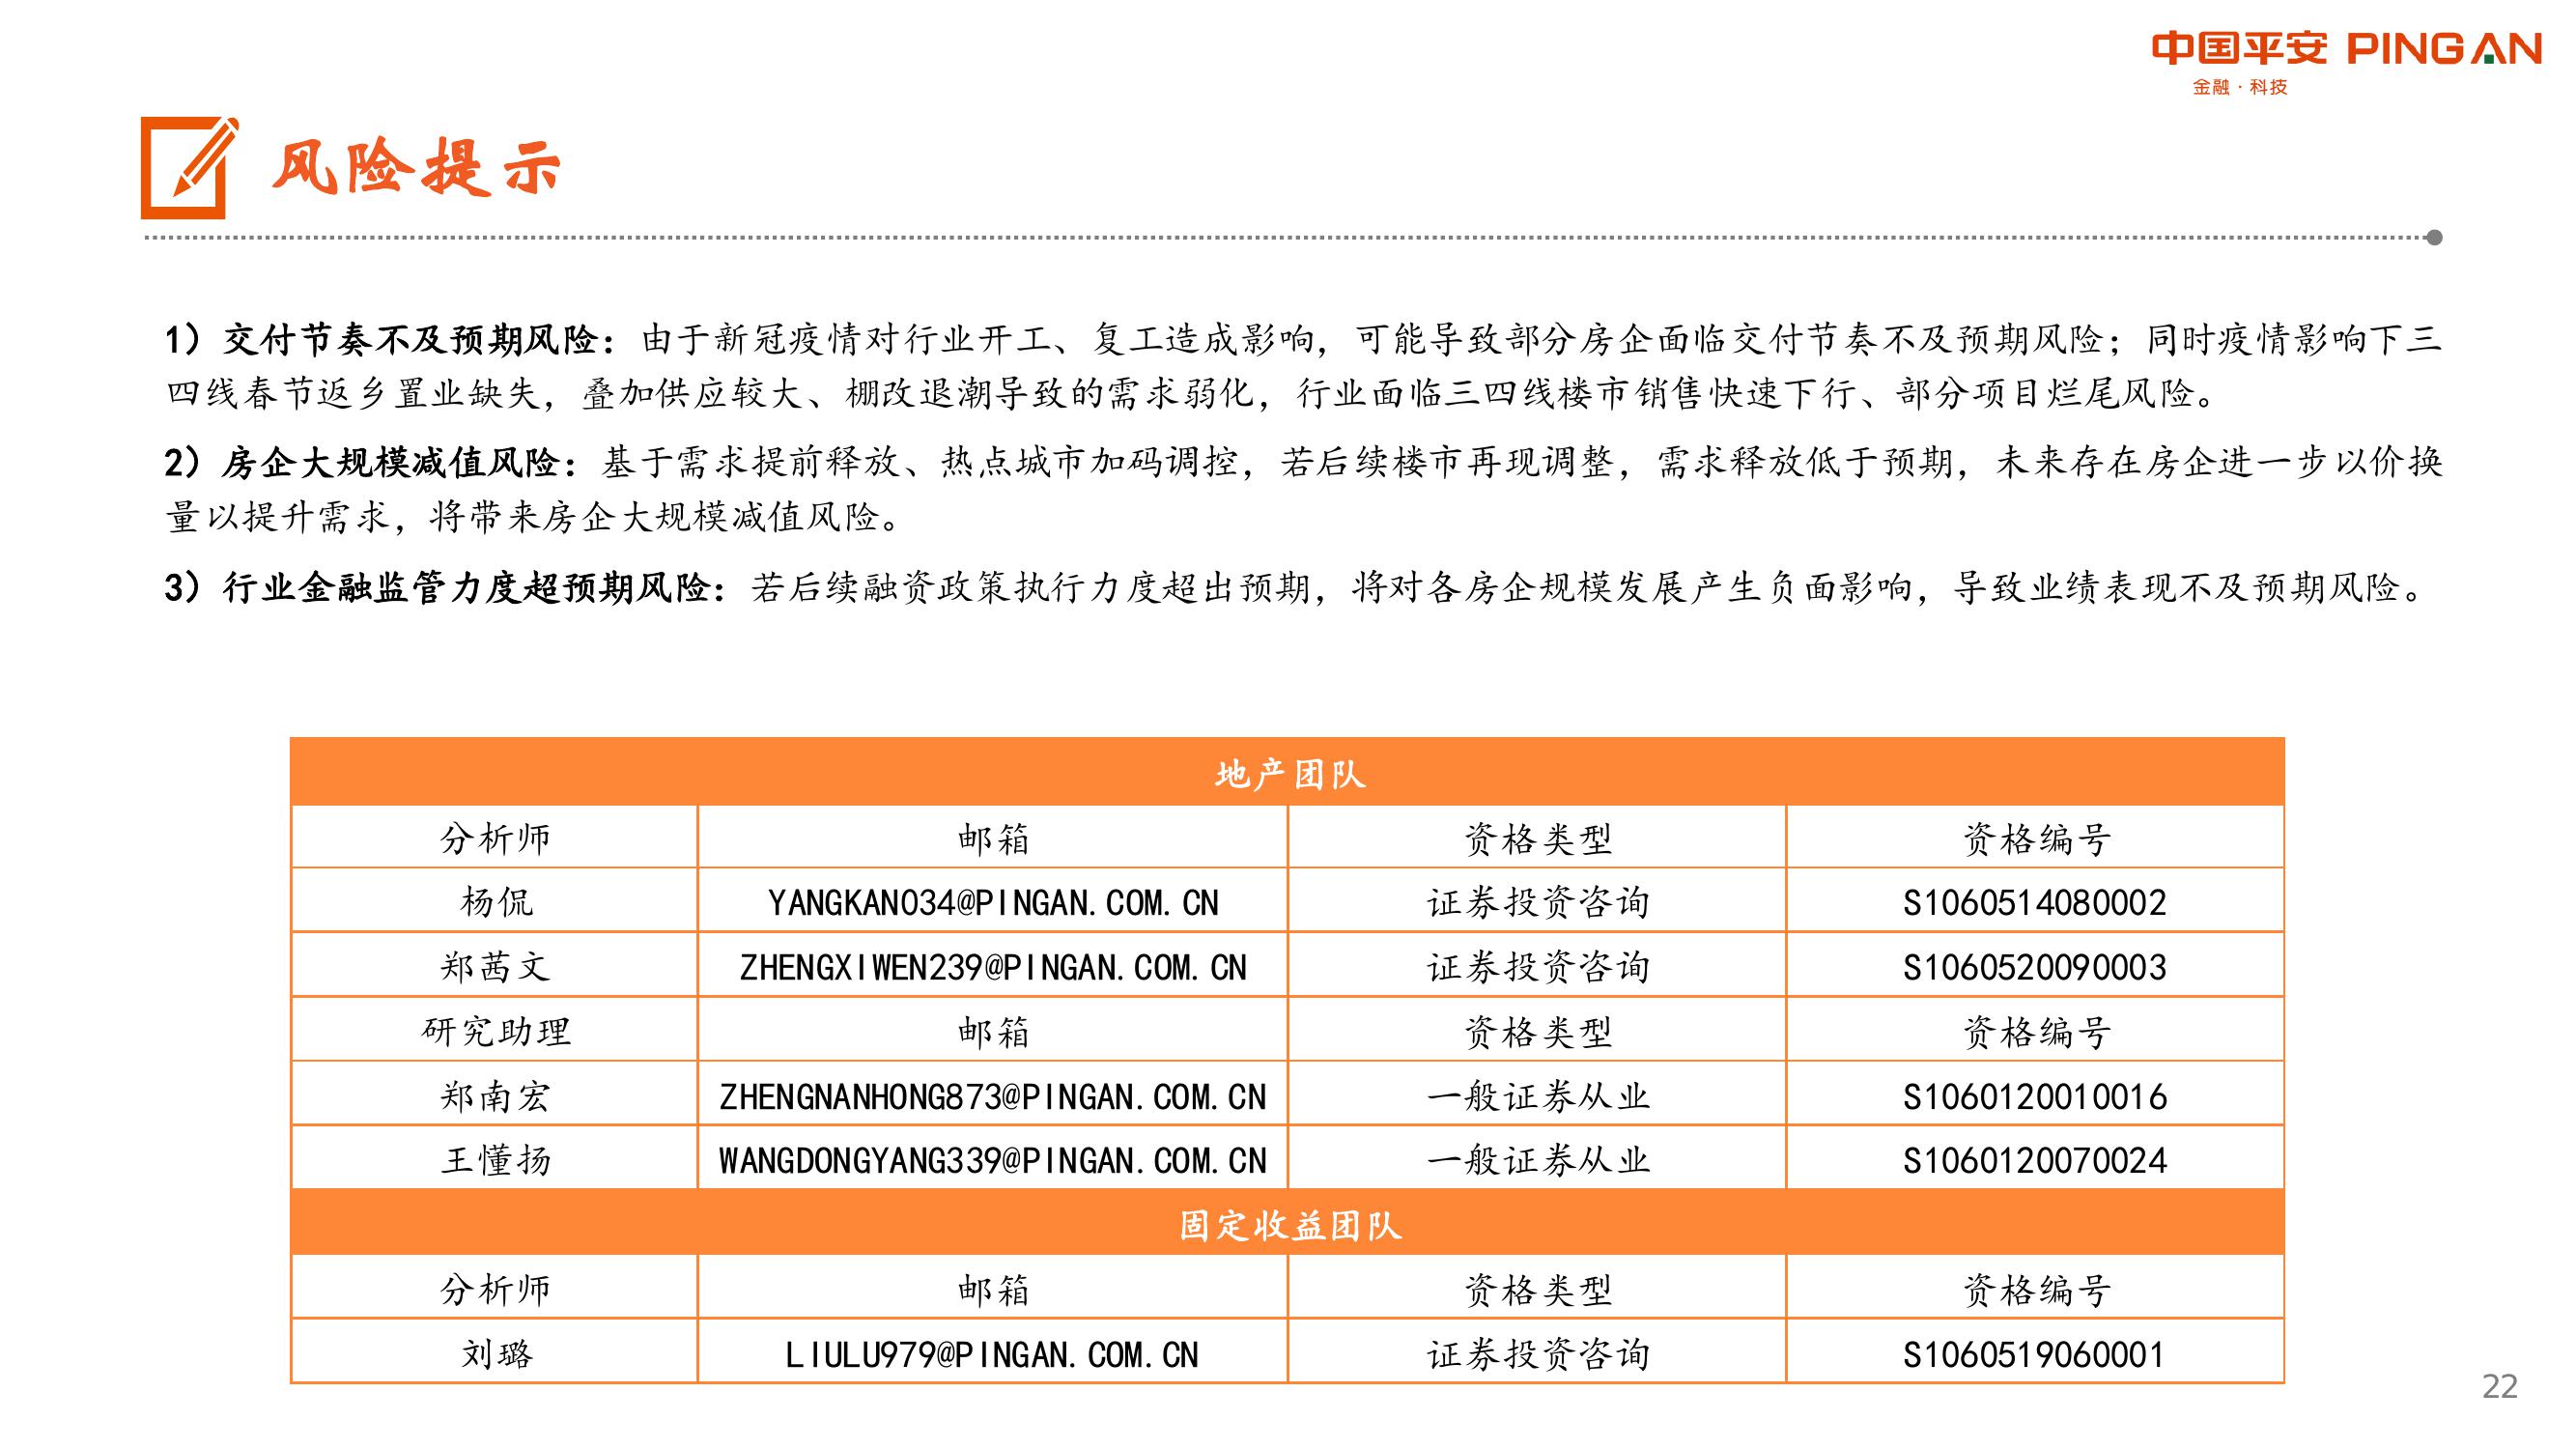 中国平安 PINGAN
金融·科技
风险提示
1）交付节奏不及预期风险：由于新冠疫情对行业开工、复工造成影响，可能导致部分房企面临交付节奏不及预期风险；同时疫情影响下三
四线春节返乡置业缺失，叠加供应较大、棚改退潮导致的需求弱化，行业面临三四线楼市销售快速下行、部分项目烂尾风险。
2）房企大规模减值风险：基于需求提前释放、热点城市加码调控，若后续楼市再现调整，需求释放低于预期，未来存在房企进一步以价换
量以提升需求，将带来房企大规模减值风险。
3）行业金融监管力度超预期风险：若后续融资政策执行力度超出预期，将对各房企规模发展产生负面影响，导致业绩表现不及预期风险。
地产团队
分析师 邮箱 资格类型 资格编号
杨侃 YANGKAN034@PINGAN.COM.CN 证券投资咨询 S1060514080002
郑茜文 ZHENGXIWEN239@PINGAN.COM.CN 证券投资咨询 S1060520090003
研究助理 邮箱 资格类型 资格编号
郑南宏 ZHENGNANHONG873@PINGAN.COM.CN 一般证券从业 S1060120010016
王懂扬 WANGDONGYANG339@PINGAN.COM.CN 一般证券从业 S1060120070024
固定收益团队
分析师 邮箱 资格类型 资格编号
刘璐 LIULU979@PINGAN.COM.CN 证券投资咨询 S1060519060001
22